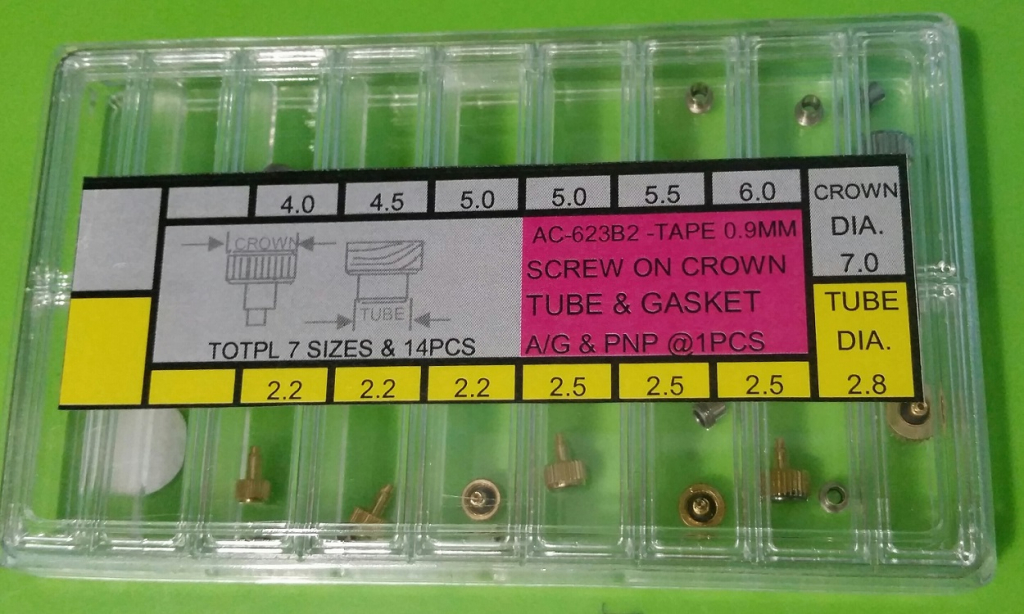 4.0 4.5 5.0 5.0 5.5 6.0
CROWN
DIA.
7.0
CROWN
TUBE
TOTPL 7 SIZES & 14PCS
AC-623B2 -TAPE 0.9MM
SCREW ON CROWN
TUBE & GASKET
A/G & PNP @1PCS
TUBE
DIA.
2.8
2.2 2.2 2.2 2.5 2.5 2.5